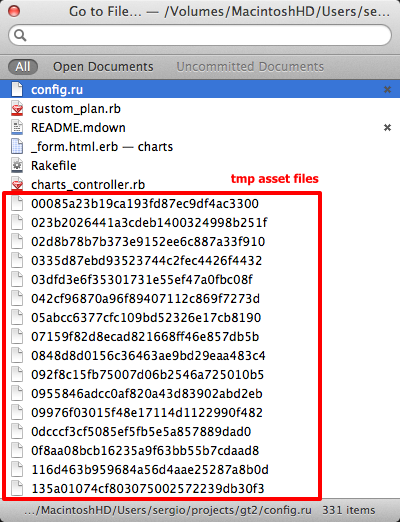 Go to File... — /Volumes/MacintoshHD/Users/se...
All Open Documents Uncommitted Documents
config.ru
custom_plan.rb
README.mdown
_form.html.erb — charts
Rakefile
charts_controller.rb
tmp asset files
00085a23b19ca193fd87ec9df4ac3300
023b2026441a3cdeb1400324998b251f
02d8b78b7b373e9152ee6c887a33f910
0335d87ebd93523744c2fec4426f4432
03dfd3e6f35301731e55ef47a0fbc08f
042cf96870a96f89407112c869f7273d
05abcc6377cfc109bd52326e17cb8190
07159f82d8ecad821668ff46e857db5b
0848d8d0156c36463ae9bd29eaa483c4
092f8c15fb75007d06b2546a725010b5
0955846adcc0af820a43d83902abd2eb
09976f03015f48e17114d1122990f482
0dcccf3cf5085ef5fb5e5a857889dad0
0f8aa08bcb16235a9f63bb55b7cdaad8
116d463b959684a56d4aae25287a8b0d
135a01074cf803075002572239db30f3
.../MacintoshHD/Users/sergio/projects/gt2/config.ru 331 items